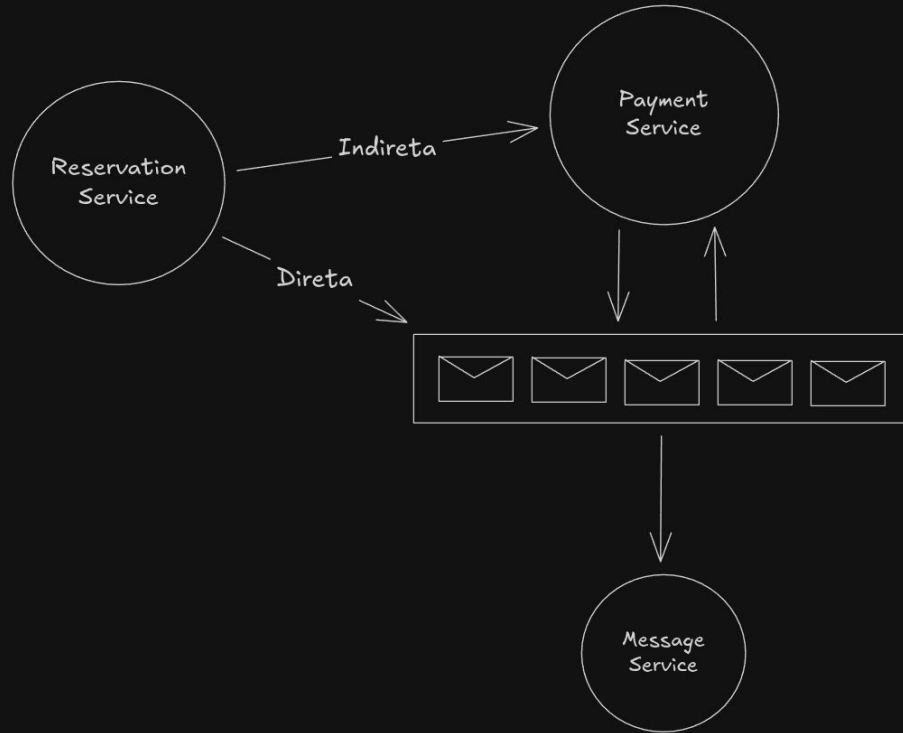 Reservation
Service
Indireta
Payment
Service
Direta
Message
Service